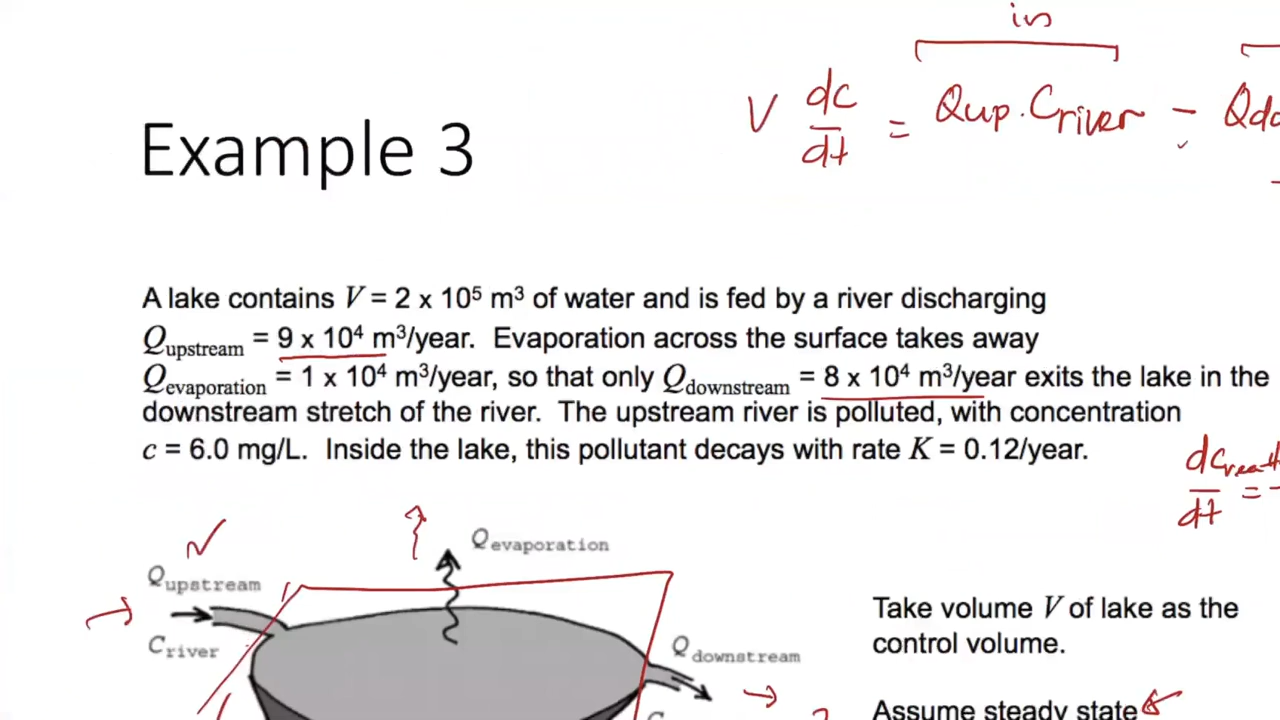 in
V dc/dt = Qup . Criver -
Example 3
A lake contains V = 2 x 10⁵ m³ of water and is fed by a river discharging
Qupstream = 9 x 10⁴ m³/year. Evaporation across the surface takes away
Qevaporation = 1 x 10⁴ m³/year, so that only Qdownstream = 8 x 10⁴ m³/year exits the lake in the
downstream stretch of the river. The upstream river is polluted, with concentration
c = 6.0 mg/L. Inside the lake, this pollutant decays with rate K = 0.12/year.
dt =
Qevaporation
Qupstream
Criver
Qdownstream
Take volume V of lake as the
control volume.
Assume steady state